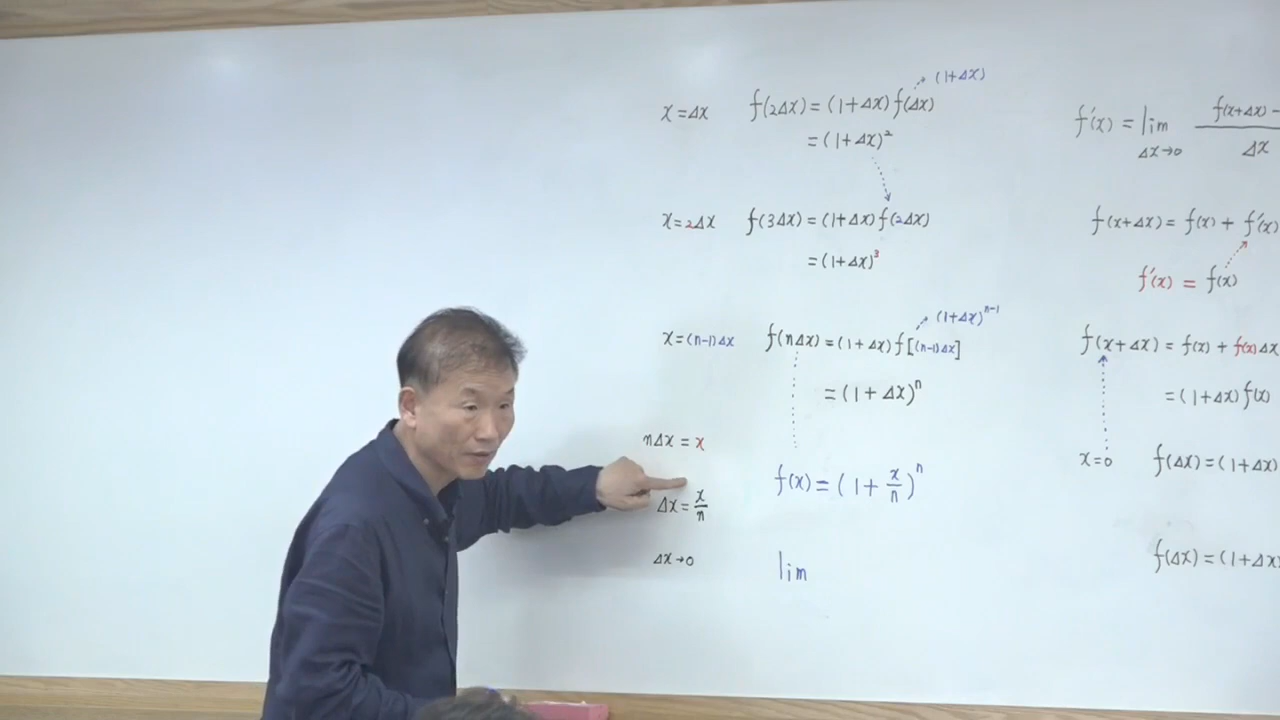 (1+Δx)
x=Δx f(2Δx)=(1+Δx)f(Δx)
=(1+Δx)²
x=2Δx f(3Δx)=(1+Δx)f(2Δx)
=(1+Δx)³
(1+Δx)ⁿ⁻¹
x=(n-1)Δx f(nΔx)=(1+Δx)f[(n-1)Δx]
=(1+Δx)ⁿ
nΔx=x
f(x)=(1+x/n)ⁿ
Δx=x/n
Δx→0 lim
f'(x)=lim f(x+Δx)-
Δx→0 Δx
f(x+Δx)=f(x)+f'(x)
f'(x)=f(x)
f(x+Δx)=f(x)+f(x)Δx
=(1+Δx)f(x)
x=0 f(Δx)=(1+Δx)
f(Δx)=(1+Δx)